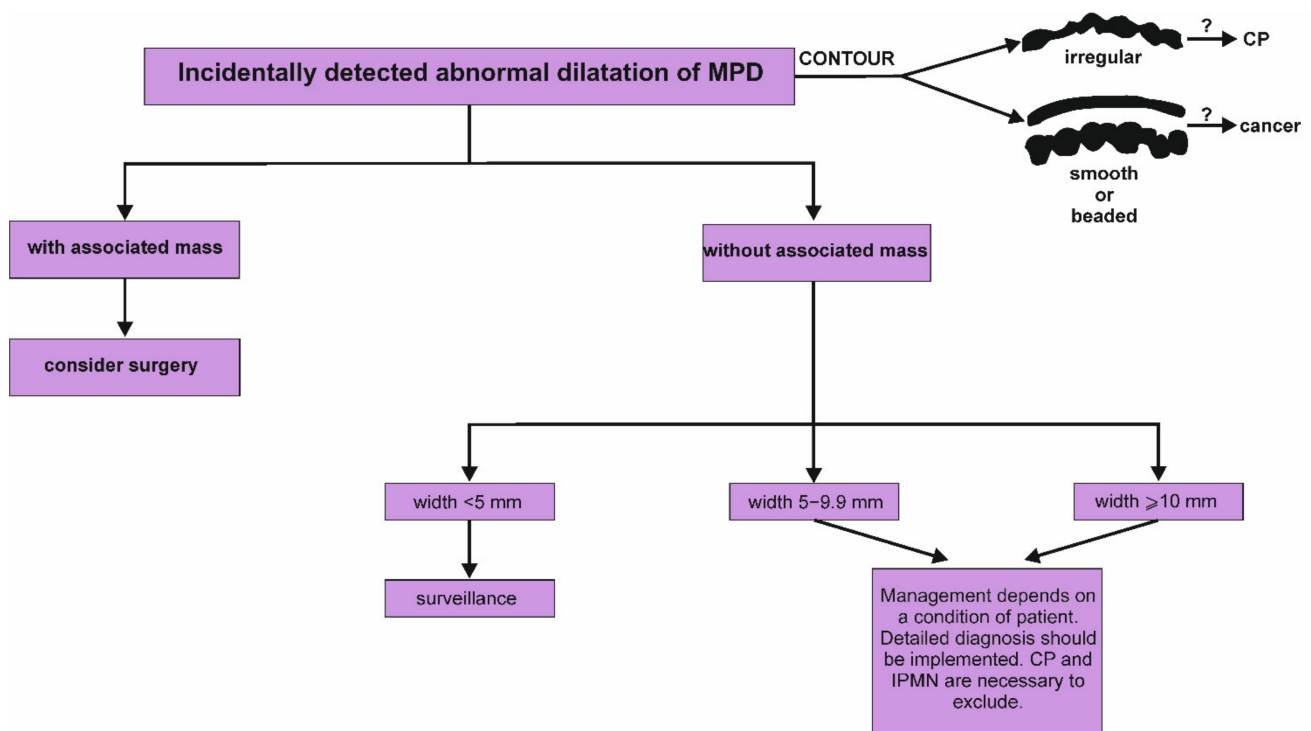 Incidentally detected abnormal dilatation of MPD
CONTOUR
irregular
?
CP
smooth
or
beaded
?
cancer
with associated mass
without associated mass
consider surgery
width <5 mm
width 5−9.9 mm
width ⩾10 mm
surveillance
Management depends on
a condition of patient.
Detailed diagnosis should
be implemented. CP and
IPMN are necessary to
exclude.